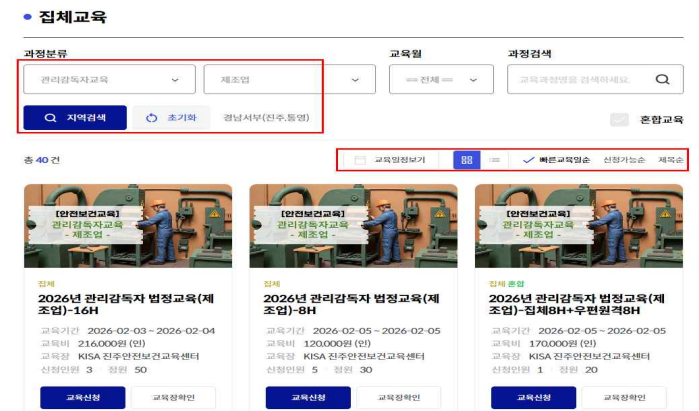 집체교육
과정분류 교육월 과정검색
관리감독자교육 제조업 == 전체 == 교육과정명을 검색하세요.
지역검색 초기화 경남서부(진주,통영) 혼합교육
총 40 건 교육일정보기 빠른교육일순 신청가능순 제목순
[안전보건교육] [안전보건교육] [안전보건교육]
관리감독자교육 관리감독자교육 관리감독자교육
- 제조업 - - 제조업 - - 제조업 -
집체 집체 집체 혼합
2026년 관리감독자 법정교육(제 2026년 관리감독자 법정교육(제 2026년 관리감독자 법정교육(제
조업)-16H 조업)-8H 조업)-집체8H+우편원격8H
교육기간 2026-02-03 ~ 2026-02-04 교육기간 2026-02-05 ~ 2026-02-05 교육기간 2026-02-05 ~ 2026-02-05
교육비 216,000원 (인) 교육비 120,000원 (인) 교육비 170,000원 (인)
교육장 KISA 진주안전보건교육센터 교육장 KISA 진주안전보건교육센터 교육장 KISA 진주안전보건교육센터
신청인원 3 정원 50 신청인원 5 정원 30 신청인원 1 정원 20
교육신청 교육장확인 교육신청 교육장확인 교육신청 교육장확인